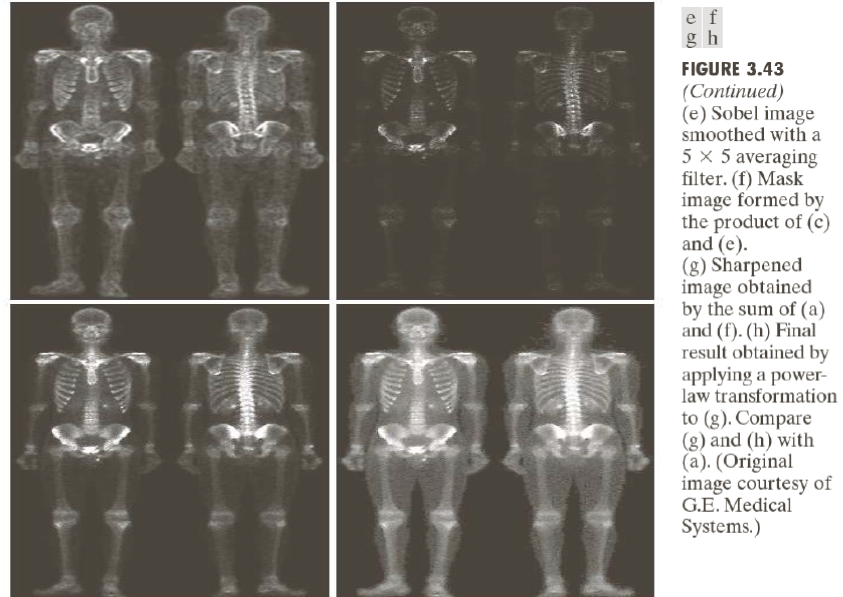 e f
g h
FIGURE 3.43
(Continued)
(e) Sobel image
smoothed with a
5 × 5 averaging
filter. (f) Mask
image formed by
the product of (c)
and (e).
(g) Sharpened
image obtained
by the sum of (a)
and (f). (h) Final
result obtained by
applying a power-
law transformation
to (g). Compare
(g) and (h) with
(a). (Original
image courtesy of
G.E. Medical
Systems.)